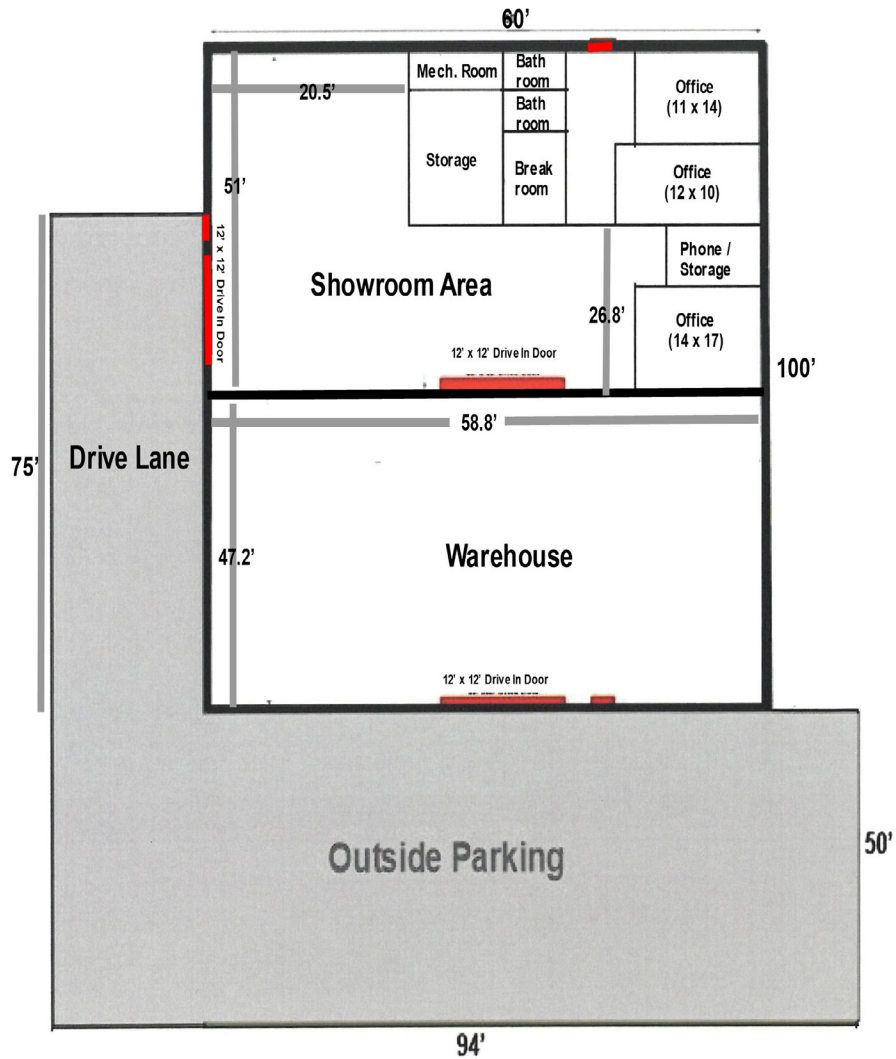 60’
Mech. Room
Bath
room
Office
(11 x 14)
20.5’
Bath
room
Storage
Break
room
Office
(12 x 10)
51’
12’ x 12’ Drive In Door
Phone /
Storage
Showroom Area
26.8’
Office
(14 x 17)
12’ x 12’ Drive In Door
100’
58.8’
75’
Drive Lane
47.2’
Warehouse
12’ x 12’ Drive In Door
Outside Parking
50’
94’